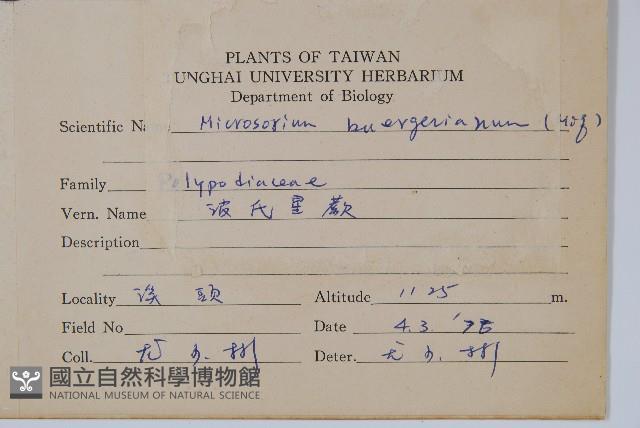 PLANTS OF TAIWAN
UNGHAI UNIVERSITY HERBARIUM
Department of Biology
Scientific Na Microsorium buergerianum (Miq)
Family Polypodiaceae
Vern. Name 波氏星蕨
Description
Locality 溪頭 Altitude 1125 m.
Field No Date 4.3.
Coll. Deter.
國立自然科學博物館
NATIONAL MUSEUM OF NATURAL SCIENCE